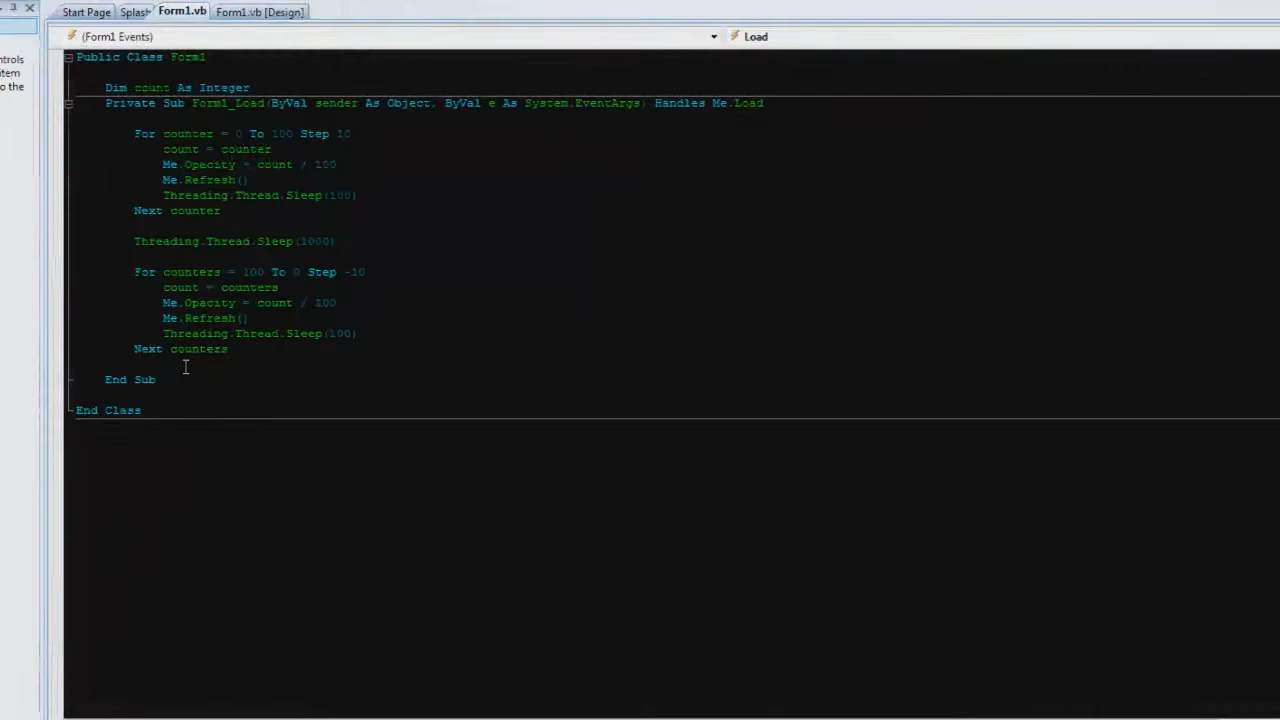 Start Page Splash Form1.vb Form1.vb [Design]
(Form1 Events) Load
ntrols
item
o the
Public Class Form1
Dim count As Integer
Private Sub Form1_Load(ByVal sender As Object, ByVal e As System.EventArgs) Handles Me.Load
For counter = 0 To 100 Step 10
count = counter
Me.Opacity = count / 100
Me.Refresh()
Threading.Thread.Sleep(100)
Next counter
Threading.Thread.Sleep(1000)
For counters = 100 To 0 Step -10
count = counters
Me.Opacity = count / 100
Me.Refresh()
Threading.Thread.Sleep(100)
Next counters
End Sub
End Class